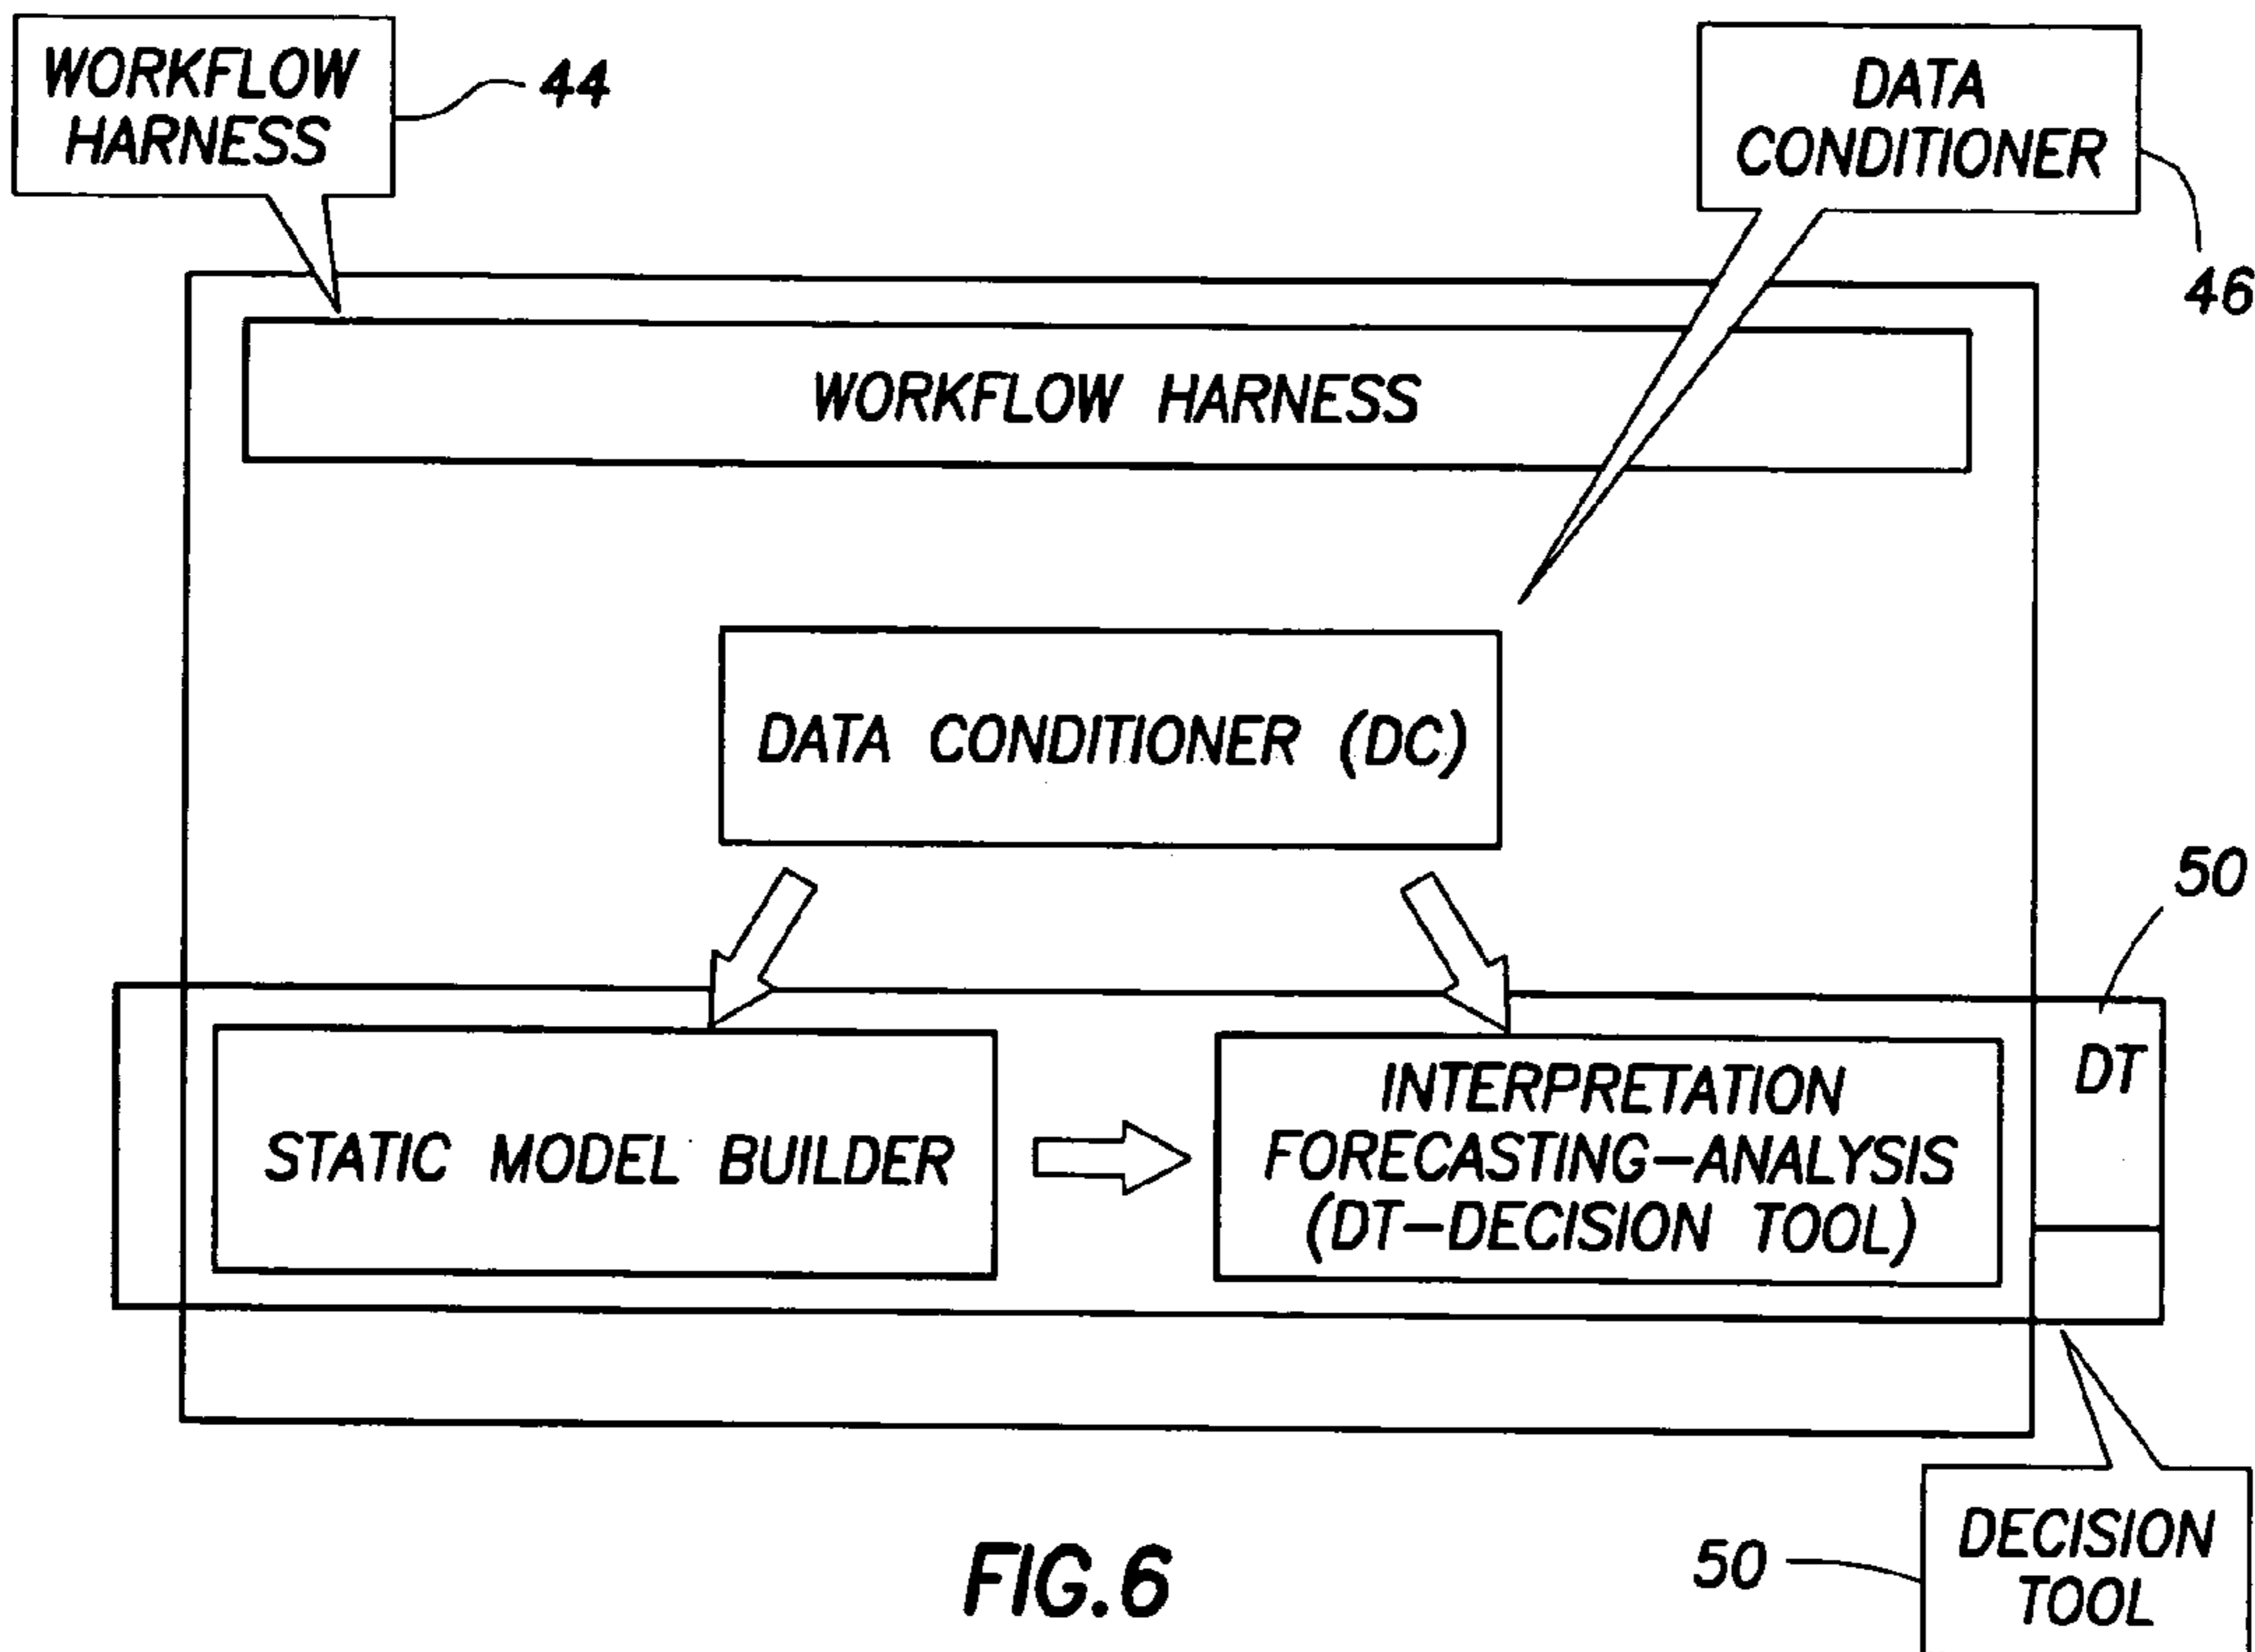 WORKFLOW
HARNESS
44
DATA
CONDITIONER
46
WORKFLOW HARNESS
DATA CONDITIONER (DC)
50
DT
STATIC MODEL BUILDER
INTERPRETATION
FORECASTING–ANALYSIS
(DT–DECISION TOOL)
50
DECISION
TOOL
FIG.6